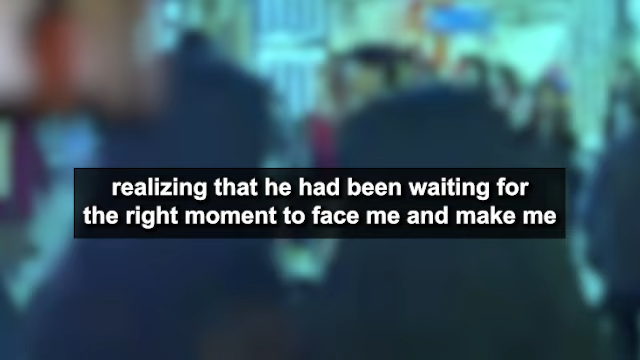 realizing that he had been waiting for
the right moment to face me and make me